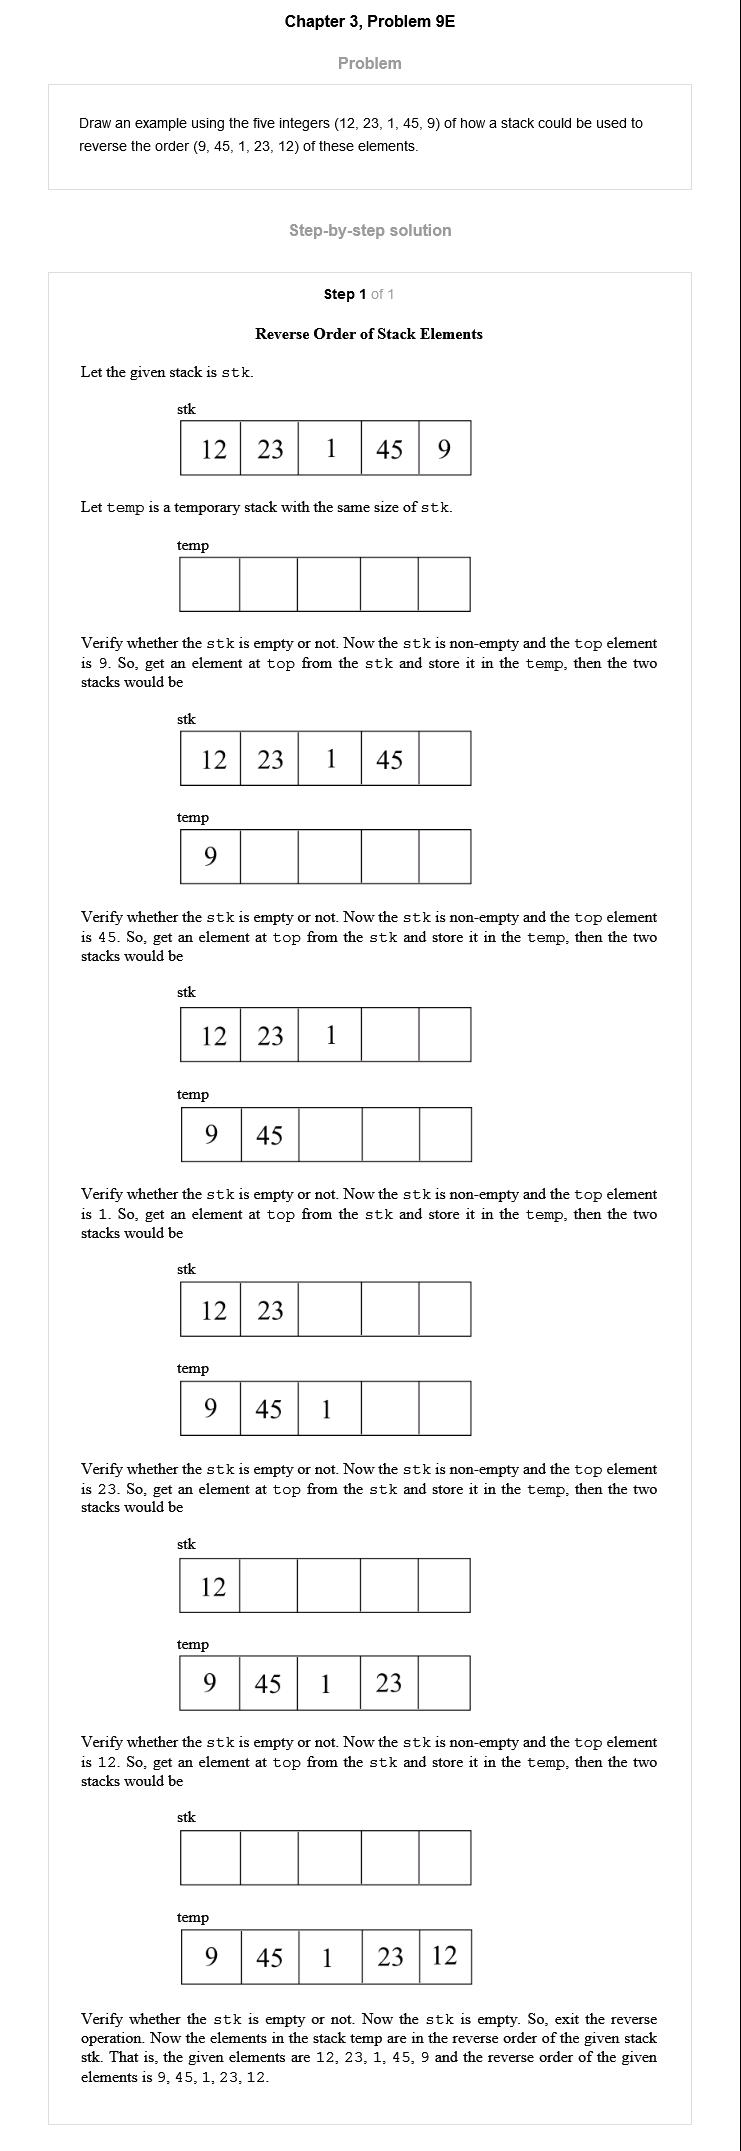 Chapter 3, Problem 9E
Problem
Draw an example using the five integers (12, 23, 1, 45, 9) of how a stack could be used to
reverse the order (9, 45, 1, 23, 12) of these elements.
Step-by-step solution
Step 1 of 1
Reverse Order of Stack Elements
Let the given stack is stk.
stk
12 23 1 45 9
Let temp is a temporary stack with the same size of stk.
temp
Verify whether the stk is empty or not. Now the stk is non-empty and the top element
is 9. So, get an element at top from the stk and store it in the temp, then the two
stacks would be
stk
12 23 1 45
temp
9
Verify whether the stk is empty or not. Now the stk is non-empty and the top element
is 45. So, get an element at top from the stk and store it in the temp, then the two
stacks would be
stk
12 23 1
temp
9 45
Verify whether the stk is empty or not. Now the stk is non-empty and the top element
is 1. So, get an element at top from the stk and store it in the temp, then the two
stacks would be
stk
12 23
temp
9 45 1
Verify whether the stk is empty or not. Now the stk is non-empty and the top element
is 23. So, get an element at top from the stk and store it in the temp, then the two
stacks would be
stk
12
temp
9 45 1 23
Verify whether the stk is empty or not. Now the stk is non-empty and the top element
is 12. So, get an element at top from the stk and store it in the temp, then the two
stacks would be
stk
temp
9 45 1 23 12
Verify whether the stk is empty or not. Now the stk is empty. So, exit the reverse
operation. Now the elements in the stack temp are in the reverse order of the given stack
stk. That is, the given elements are 12, 23, 1, 45, 9 and the reverse order of the given
elements is 9, 45, 1, 23, 12.